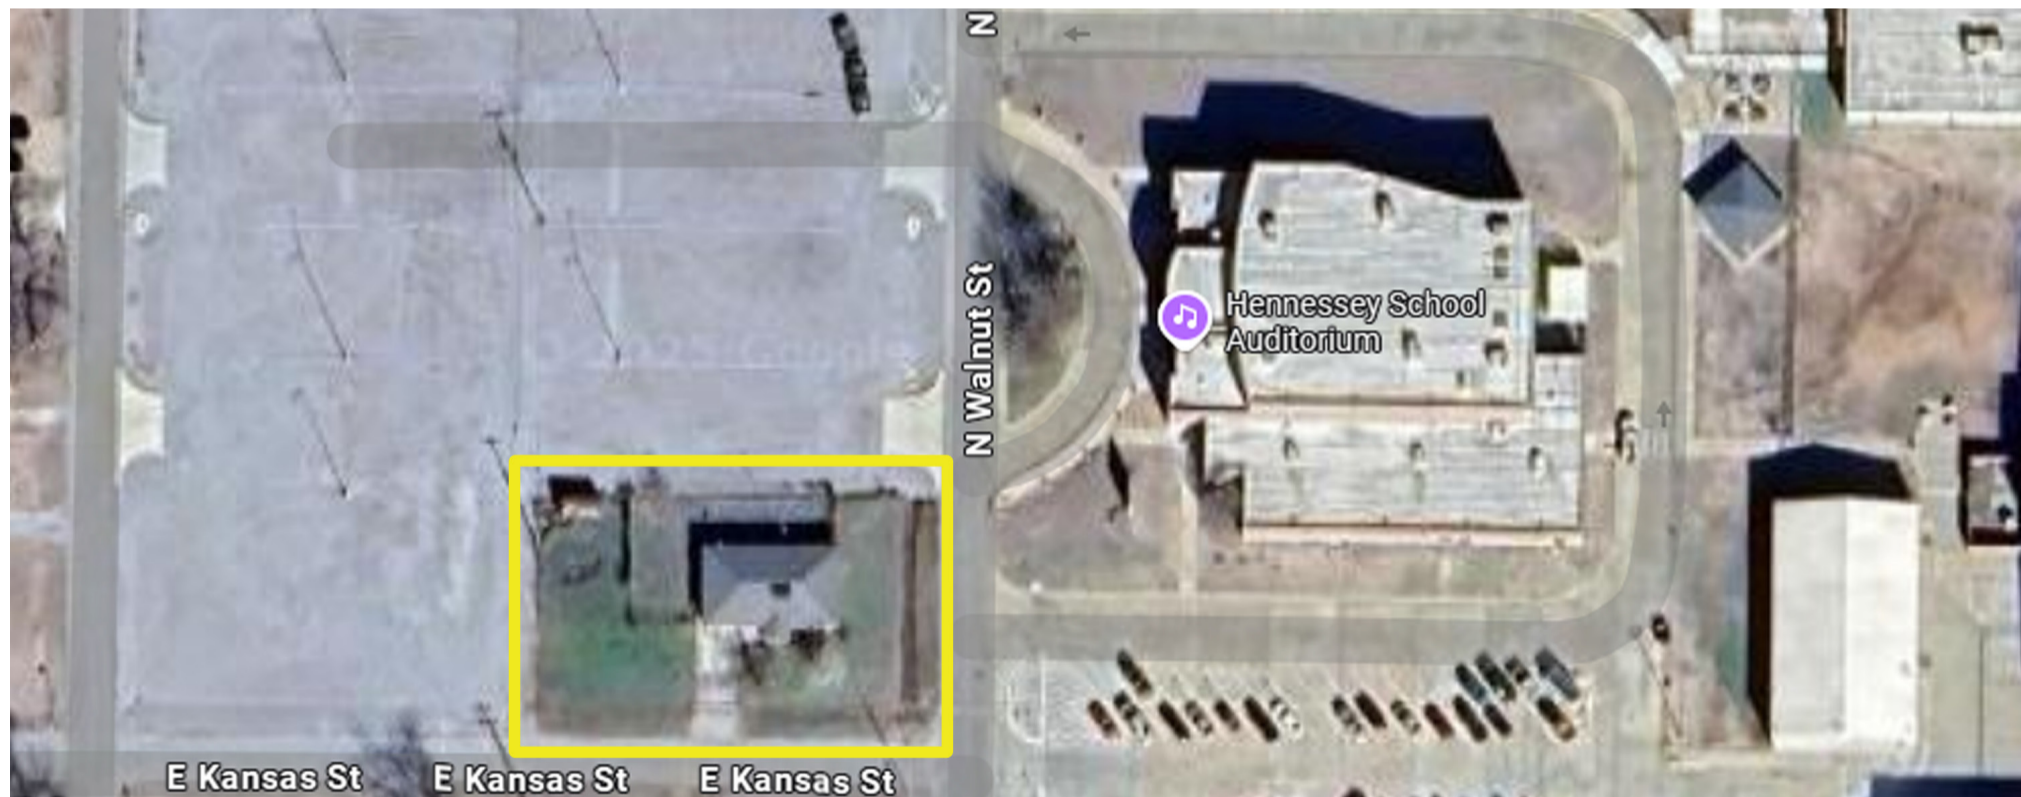 N
N Walnut St
Hennessey School
Auditorium
E Kansas St
E Kansas St
E Kansas St